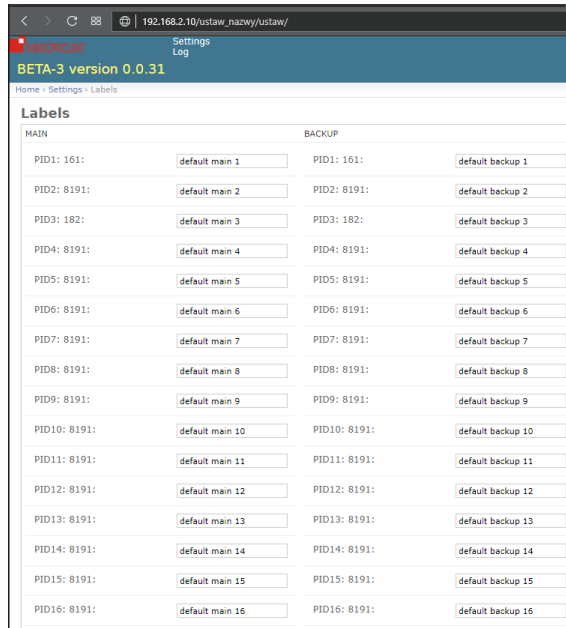 192.168.2.10/ustaw_nazwy/ustaw/
Settings
Log
BETA-3 version 0.0.31
Home › Settings › Labels
Labels
MAIN BACKUP
PID1: 161: default main 1 PID1: 161: default backup 1
PID2: 8191: default main 2 PID2: 8191: default backup 2
PID3: 182: default main 3 PID3: 182: default backup 3
PID4: 8191: default main 4 PID4: 8191: default backup 4
PID5: 8191: default main 5 PID5: 8191: default backup 5
PID6: 8191: default main 6 PID6: 8191: default backup 6
PID7: 8191: default main 7 PID7: 8191: default backup 7
PID8: 8191: default main 8 PID8: 8191: default backup 8
PID9: 8191: default main 9 PID9: 8191: default backup 9
PID10: 8191: default main 10 PID10: 8191: default backup 10
PID11: 8191: default main 11 PID11: 8191: default backup 11
PID12: 8191: default main 12 PID12: 8191: default backup 12
PID13: 8191: default main 13 PID13: 8191: default backup 13
PID14: 8191: default main 14 PID14: 8191: default backup 14
PID15: 8191: default main 15 PID15: 8191: default backup 15
PID16: 8191: default main 16 PID16: 8191: default backup 16